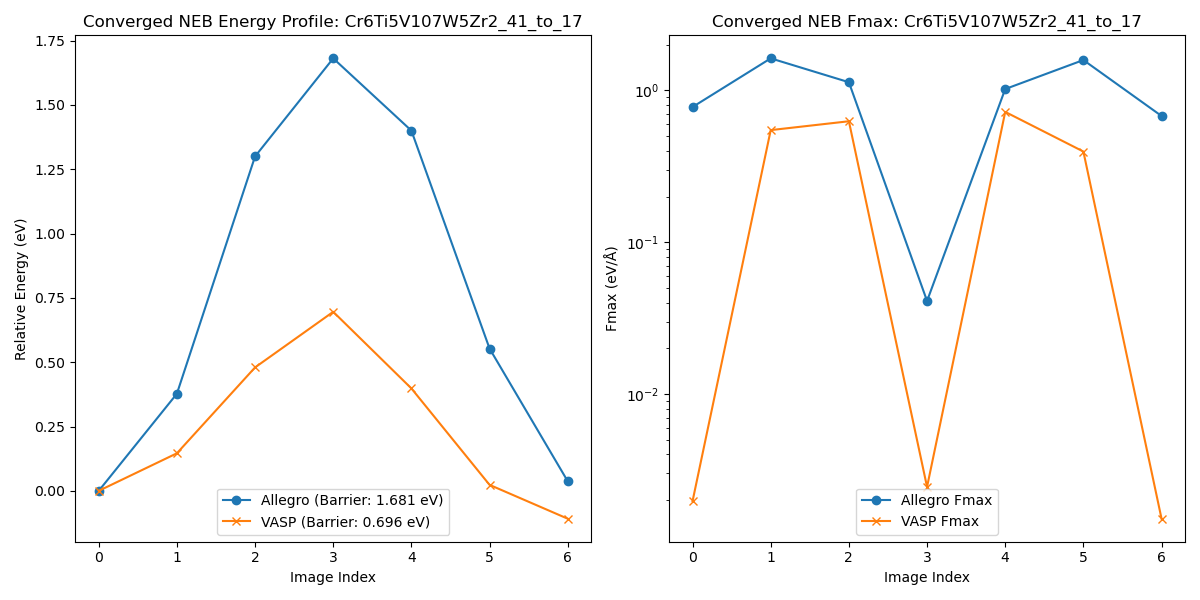 Converged NEB Energy Profile: Cr6Ti5V107W5Zr2_41_to_17
1.75
1.50
1.25
1.00
0.75
0.50
0.25
0.00
Relative Energy (eV)
Allegro (Barrier: 1.681 eV)
VASP (Barrier: 0.696 eV)
0 1 2 3 4 5 6
Image Index
Converged NEB Fmax: Cr6Ti5V107W5Zr2_41_to_17
10⁰
10⁻¹
10⁻²
Fmax (eV/Å)
Allegro Fmax
VASP Fmax
0 1 2 3 4 5 6
Image Index